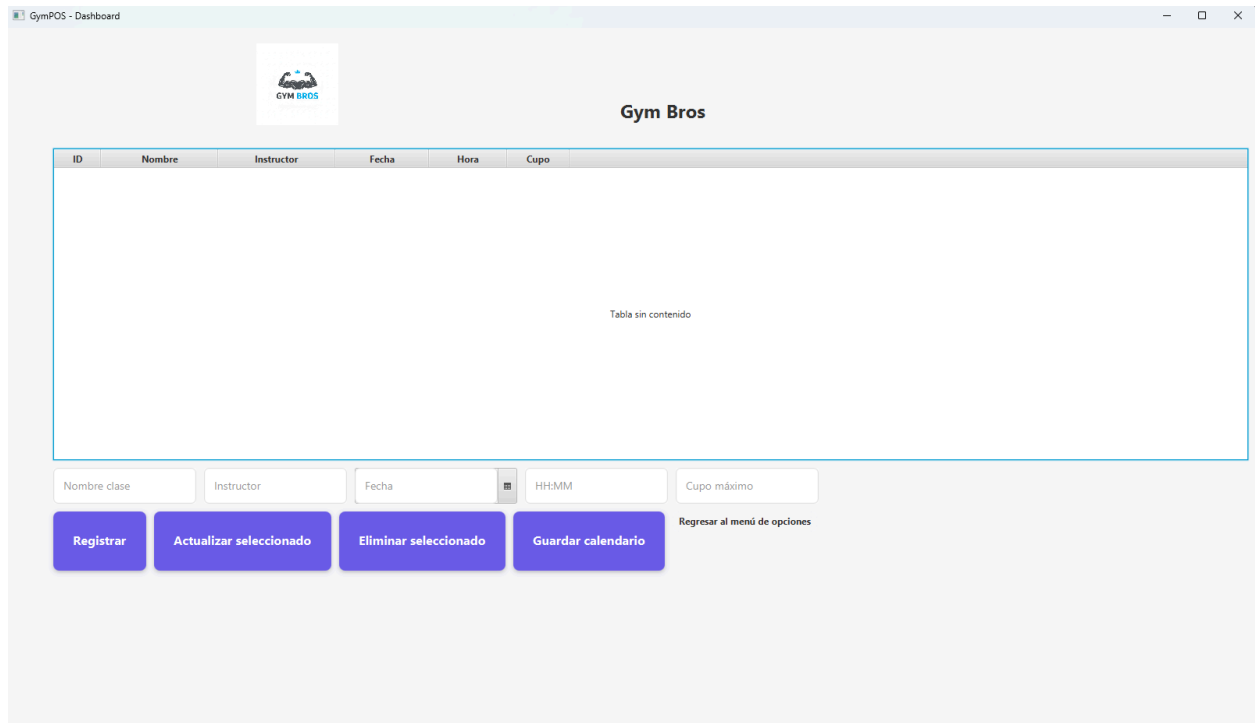 GymPOS - Dashboard
GYM BROS
Gym Bros
ID Nombre Instructor Fecha Hora Cupo
Tabla sin contenido
Nombre clase Instructor Fecha HH:MM Cupo máximo
Registrar Actualizar seleccionado Eliminar seleccionado Guardar calendario Regresar al menú de opciones